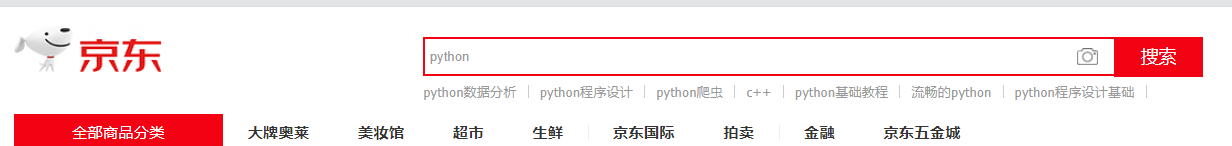 京东
python
搜索
python数据分析 python程序设计 python爬虫 c++ python基础教程 流畅的python python程序设计基础
全部商品分类 大牌奥莱 美妆馆 超市 生鲜 京东国际 拍卖 金融 京东五金城